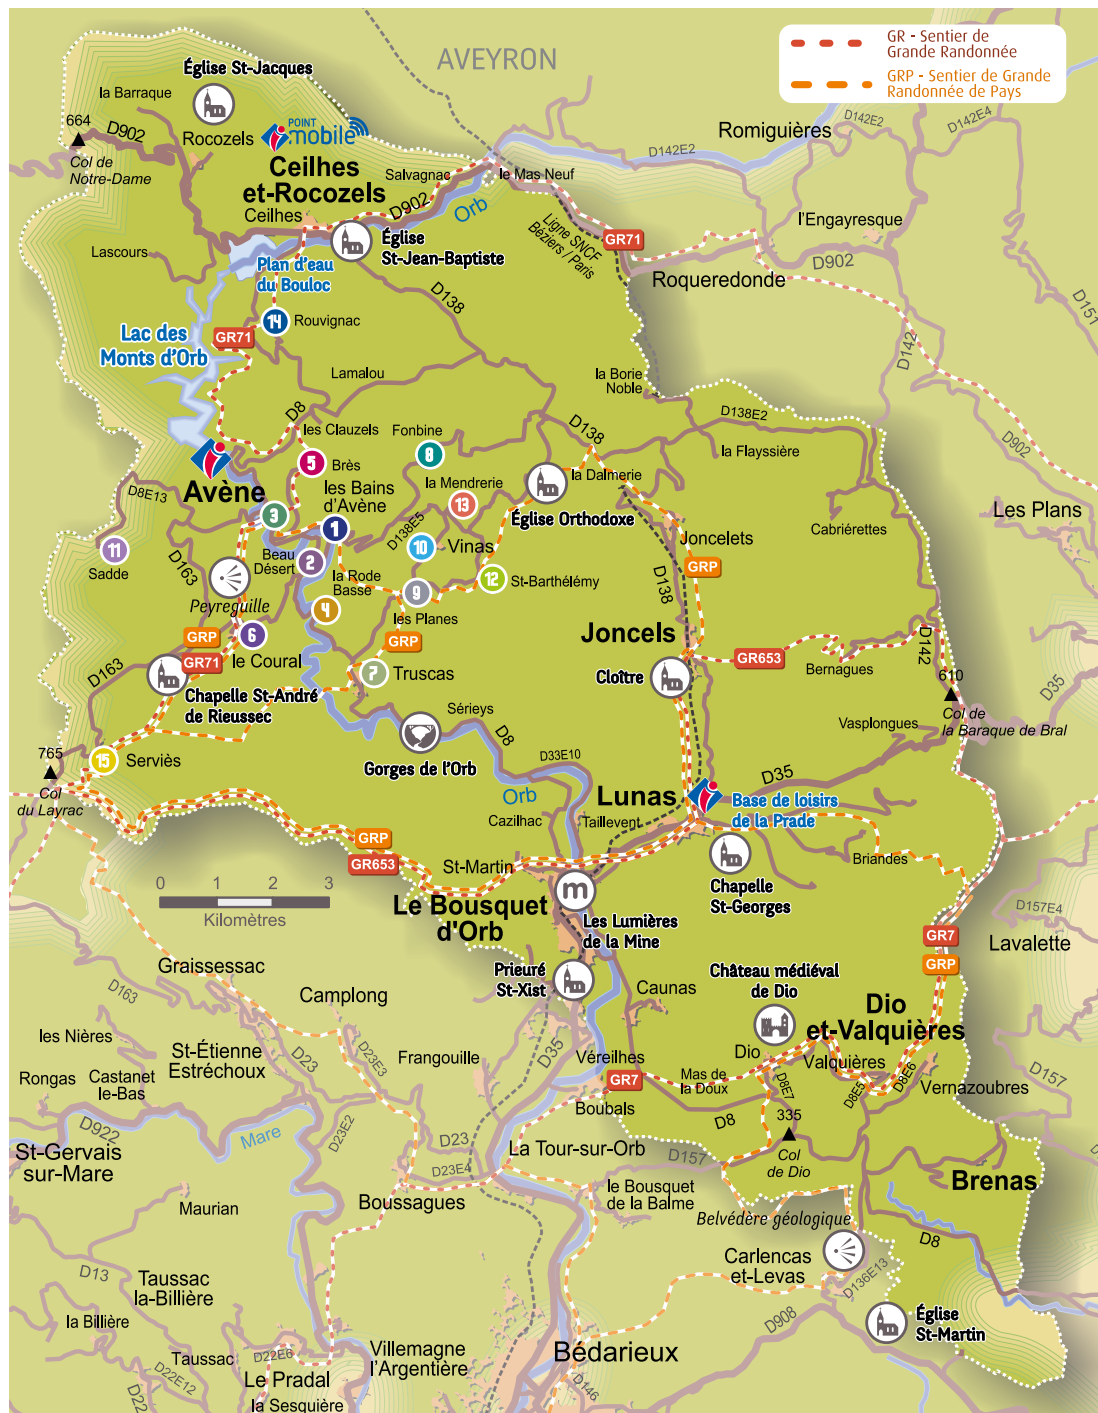 GR - Sentier de
Grande Randonnée
GRP - Sentier de Grande
Randonnée de Pays
AVEYRON
Église St-Jacques
la Barraque
664
D902
Rocozels
POINT
mobile
Col de
Notre-Dame
Ceilhes
et-Rocozels
Salvagnac
le Mas Neuf
Romiguières
D142E2
D142E2
D142E4
Ceilhes
D902
Orb
Église
St-Jean-Baptiste
Ligne SNCF
Béziers / Paris
GR71
l'Engayresque
D902
Roqueredonde
D151
Lascours
Plan d'eau
du Bouloc
D138
14
Rouvignac
GR71
Lac des
Monts d'Orb
D142
Lamalou
la Borie
Noble
D8
les Clauzels
Fonbine
D138
D138E2
D902
8
5
Brès
la Flayssière
Avène
les Bains
d'Avène
la Mendrerie
la Dalmerie
D8E13
13
Église Orthodoxe
3
1
D138E5
Cabriérettes
Les Plans
11
Sadde
D163
Beau
Désert
2
10
Vinas
Joncelets
GRP
la Rode
Basse
12
St-Barthélémy
D138
Peyreguille
4
9
les Planes
GRP
6
GRP
le Coural
GR71
D163
Joncels
GR653
Bernagues
D142
7
Truscas
Cloître
610
D35
Chapelle St-André
de Rieussec
Sérieys
Vasplongues
Col de
la Baraque de Bral
765
15
Serviès
D8
Gorges de l'Orb
D33E10
D35
Col
du Layrac
Orb
Lunas
Base de loisirs
de la Prade
Cazilhac
Taillevent
GRP
GR653
St-Martin
Briandes
Chapelle
St-Georges
0
1
2
3
Kilomètres
m
Le Bousquet
d'Orb
Les Lumières
de la Mine
D157E4
GR7
Lavalette
GRP
Graissessac
Prieuré
St-Xist
Château médiéval
de Dio
D163
Camplong
Caunas
Dio
et-Valquières
les Nières
St-Étienne
Estréchoux
D23
D23E3
Frangouille
D35
Véreilhes
Dio
Valquières
D8E6
Rongas
Castanet
le-Bas
GR7
Mas de
la Doux
D8E7
D8E5
Vernazoubres
D157
Boubals
D922
Mare
D23E2
D23
D8
335
St-Gervais
sur-Mare
La Tour-sur-Orb
D157
Col
de Dio
D23E4
Brenas
Maurian
Boussagues
le Bousquet
de la Balme
Belvédère géologique
D8
D13
Taussac
la-Billière
Carlencas
et-Levas
D136E13
la Billière
D908
Église
St-Martin
Taussac
D22E6
Villemagne
l'Argentière
Bédarieux
D22E12
Le Pradal
D22
la Sesquière
D146